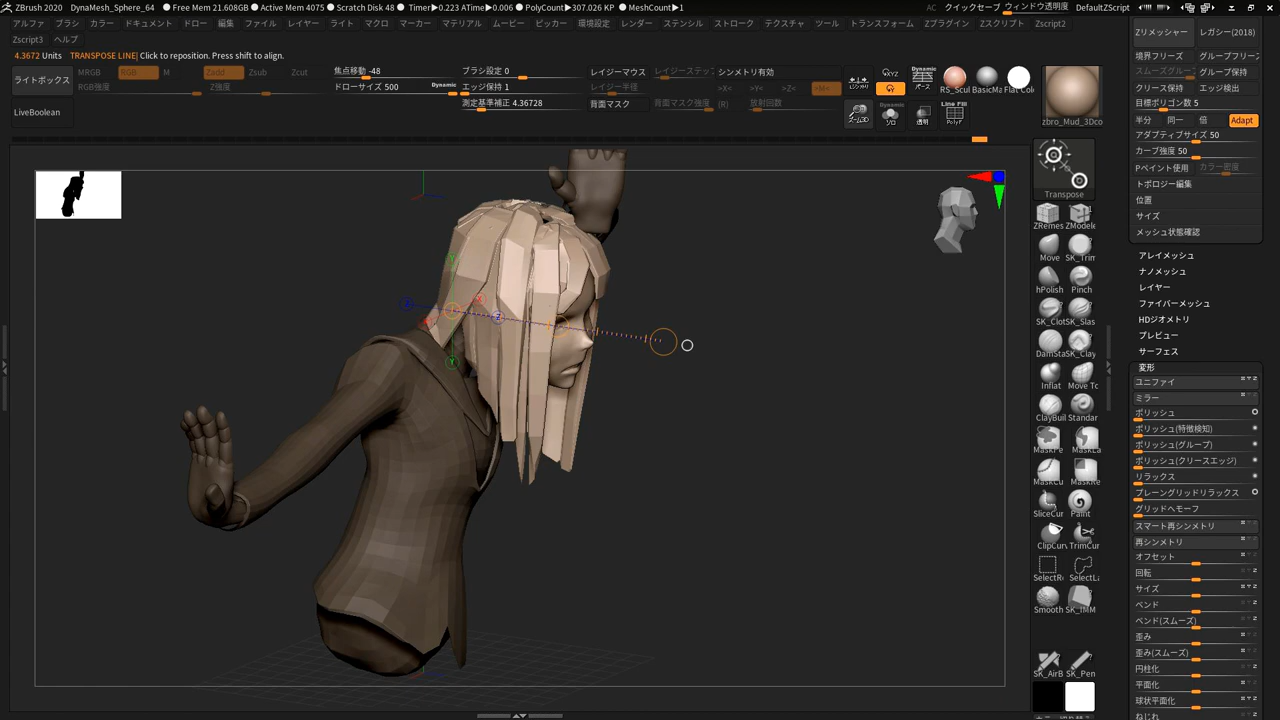 ZBrush 2020 DynaMesh_Sphere_64 ● Free Mem 21.608GB ● Active Mem 4075 ● Scratch Disk 48 ● Timer▶0.223 ATime▶0.006 ● PolyCount▶307.026 KP ● MeshCount▶1 AC クイックセーブ ウィンドウ透明度 DefaultZScript
アルファ カラー ドキュメント ドロー 編集 ファイル レイヤー ライト マクロ マーカー マテリアル ムービー ピッカー 環境設定 レンダー ステンシル ストローク テクスチャ ツール トランスフォーム Zプラグイン Zスクリプト Zscript2
Zscript3 ヘルプ
4.3672 Units TRANSPOSE LINE| Click to reposition. Press shift to align.
ライトボックス
LiveBoolean
MRGB RGB M Zadd Zsub Zcut
RGB強度 Z強度
焦点移動 -48 ブラシ設定 0
ドローサイズ 500 Dynamic エッジ保持 1
測定基準補正 4.36728
レイジーマウス レイジーステップ シンメトリ有効
レイジー半径 >X< >Y< >Z< >M<
背面マスク 背面マスク強度 (R) 放射回数
XYZ
Dynamic
パース
Dynamic
ソロ
透明
Line Fill
PolyF
RS_Scul
BasicMa
Flat Colo
zbro_Mud_3Dco
Transpose
ZRemes ZModele
Move SK_Trim
hPolish Pinch
SK_Clot SK_Slas
DamSta SK_Clay
Inflat Move To
ClayBuil Standar
MaskPe MaskLa
MaskCu MaskRe
SliceCur Paint
ClipCurv TrimCur
SelectRe SelectLa
Smooth SK_IMM
SK_AirB SK_Pen
Zリメッシャー レガシー(2018)
境界フリーズ グループフリーズ
スムーズグループ グループ保持
クリース保持 エッジ検出
目標ポリゴン数 5
半分 同一 倍 Adapt
アダプティブサイズ 50
カーブ強度 50
Pペイント使用 カラー密度
トポロジー編集
位置
サイズ
メッシュ状態確認
アレイメッシュ
ナノメッシュ
レイヤー
ファイバーメッシュ
HDジオメトリ
プレビュー
サーフェス
変形
ユニファイ
ミラー
ポリッシュ
ポリッシュ(特徴検知)
ポリッシュ(グループ)
ポリッシュ(クリースエッジ)
リラックス
プレーングリッドリラックス
グリッドへモーフ
スマート再シンメトリ
再シンメトリ
オフセット
回転
サイズ
ベンド
ベンド(スムーズ)
歪み
歪み(スムーズ)
円柱化
平面化
球状平面化
ねじれ